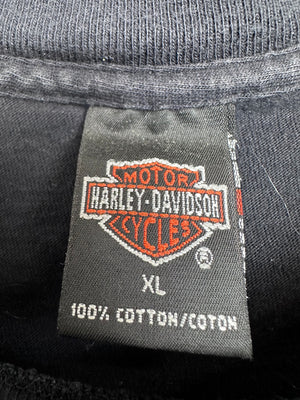 MOTOR
HARLEY-DAVIDSON
CYCLES
®
XL
100% COTTON/COTON